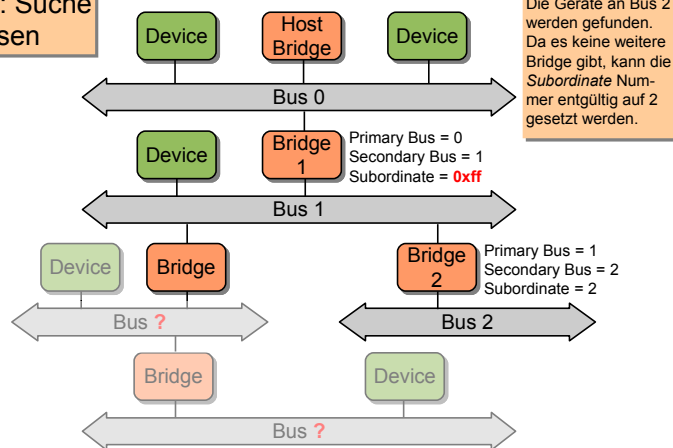 : Suche
sen
Die Geräte an Bus 2
werden gefunden.
Da es keine weitere
Bridge gibt, kann die
Subordinate Num-
mer entgültig auf 2
gesetzt werden.
Device
Host
Bridge
Device
Bus 0
Device
Bridge
1
Primary Bus = 0
Secondary Bus = 1
Subordinate = 0xff
Bus 1
Device
Bridge
Bridge
2
Primary Bus = 1
Secondary Bus = 2
Subordinate = 2
Bus ?
Bus 2
Bridge
Device
Bus ?